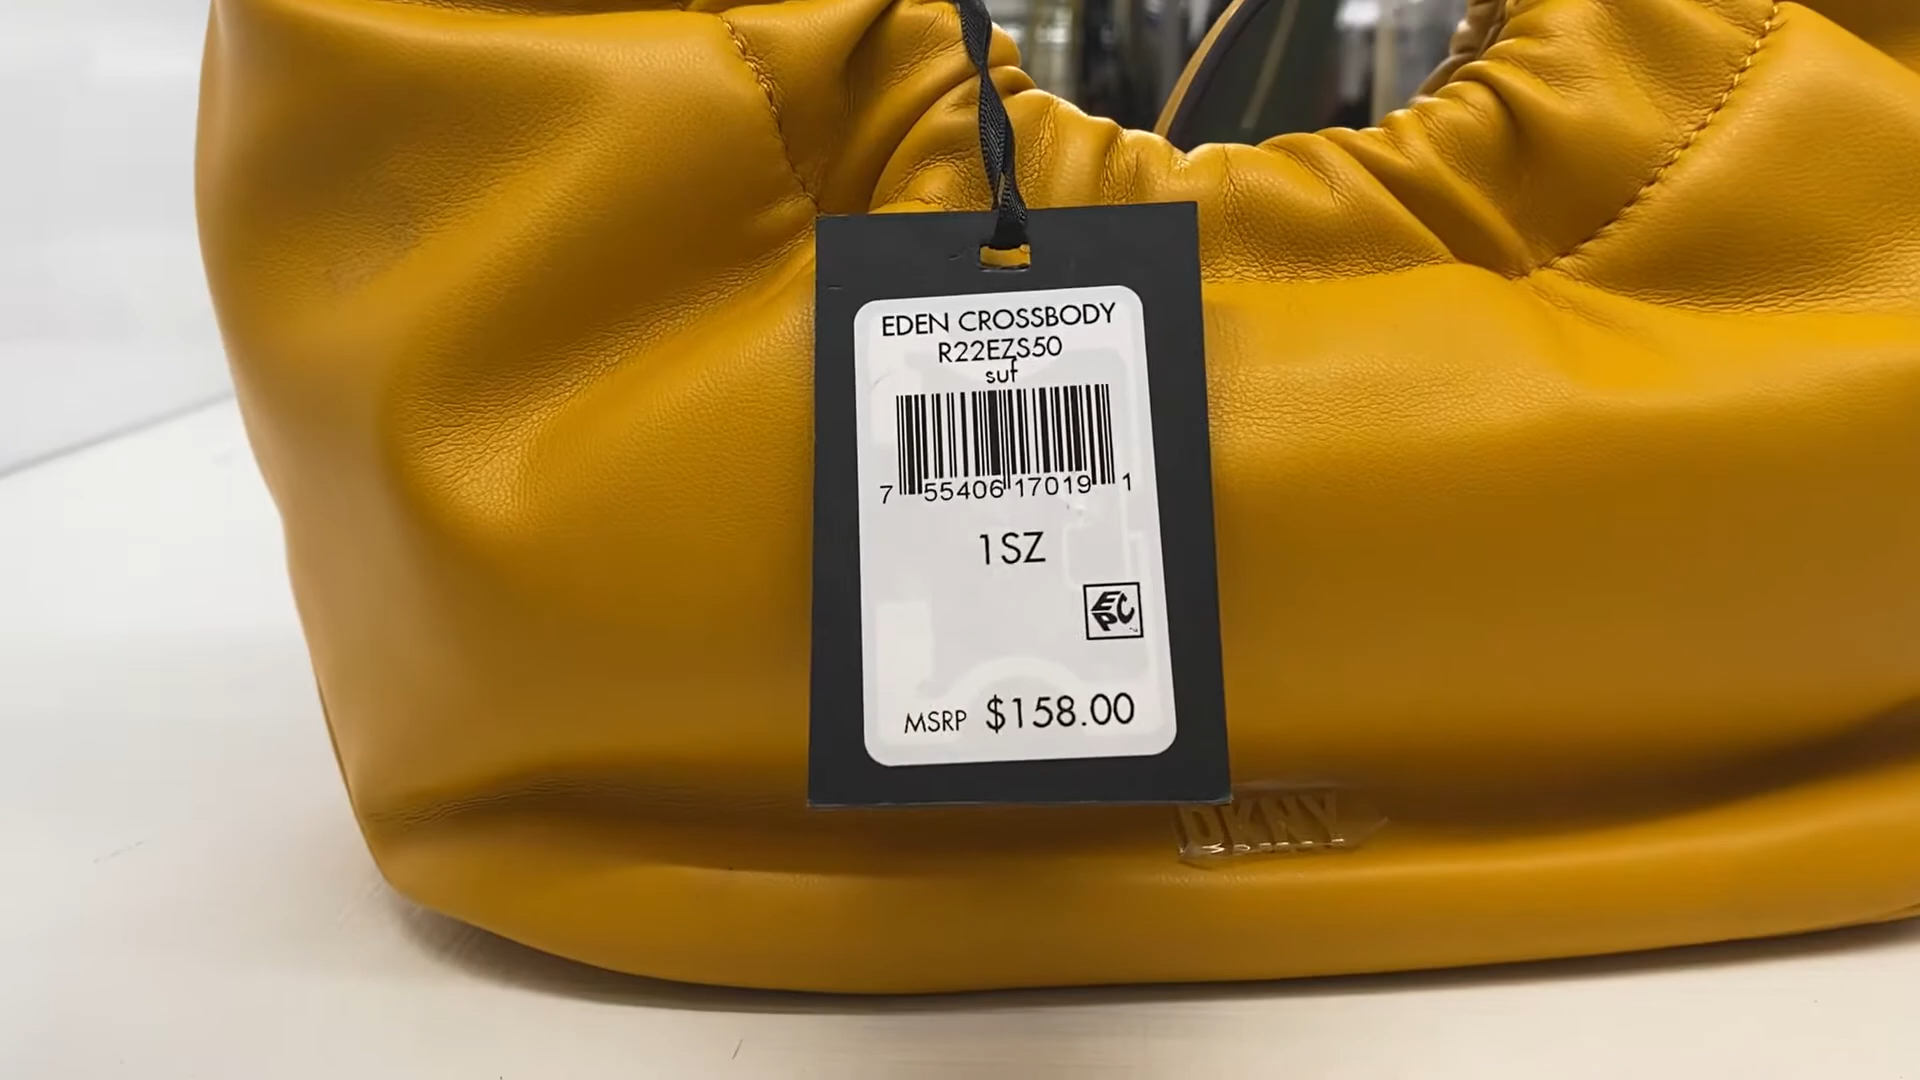 EDEN CROSSBODY
R22EZS50
suf
7 55406 17019 1
1SZ
EPC
MSRP $158.00
DKNY